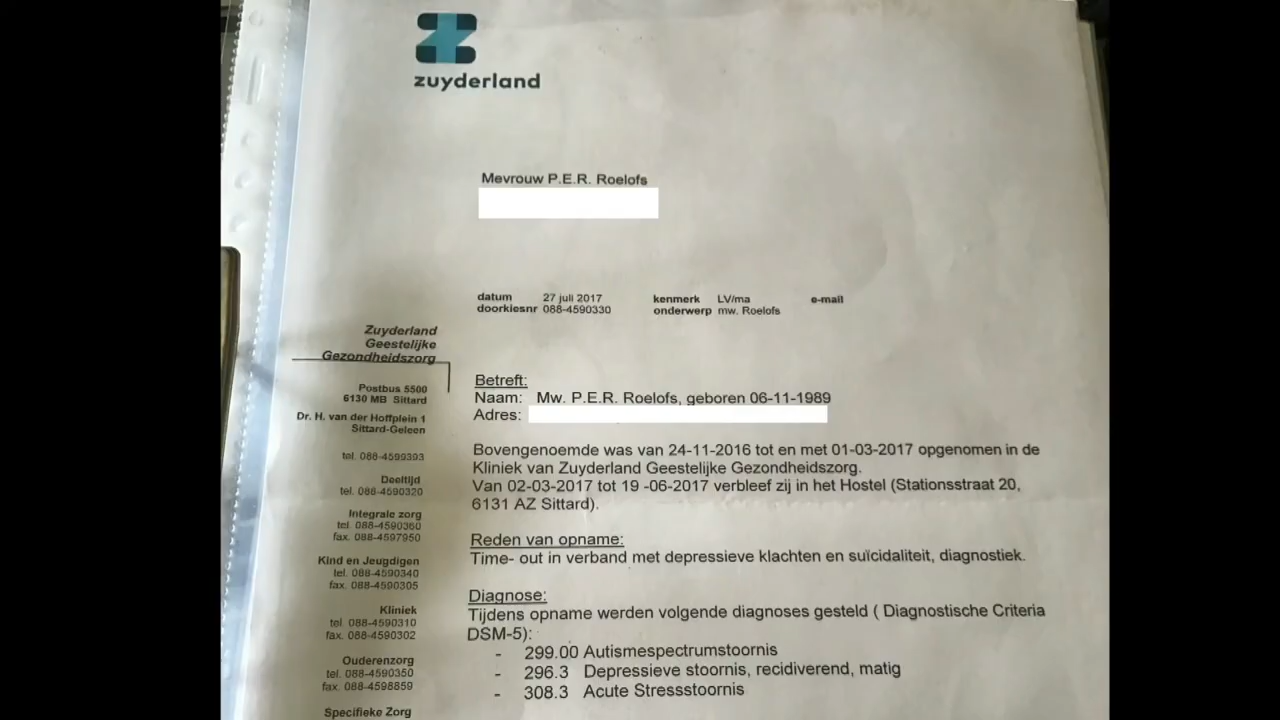 zuyderland
Mevrouw P.E.R. Roelofs
datum 27 juli 2017 kenmerk LV/ma e-mail
doorkiesnr 088-4590330 onderwerp mw. Roelofs
Zuyderland
Geestelijke
Gezondheidszorg
Postbus 5500
6130 MB Sittard
Dr. H. van der Hoffplein 1
Sittard-Geleen
tel. 088-4599393
Deeltijd
tel. 088-4590320
Integrale zorg
tel. 088-4590360
fax. 088-4597950
Kind en Jeugdigen
tel. 088-4590340
fax. 088-4590305
Kliniek
tel 088-4590310
fax. 088-4590302
Ouderenzorg
tel. 088-4590350
fax. 088-4598859
Specifieke Zorg
Betreft:
Naam: Mw. P.E.R. Roelofs, geboren 06-11-1989
Adres:
Bovengenoemde was van 24-11-2016 tot en met 01-03-2017 opgenomen in de
Kliniek van Zuyderland Geestelijke Gezondheidszorg.
Van 02-03-2017 tot 19 -06-2017 verbleef zij in het Hostel (Stationsstraat 20,
6131 AZ Sittard).
Reden van opname:
Time- out in verband met depressieve klachten en suïcidaliteit, diagnostiek.
Diagnose:
Tijdens opname werden volgende diagnoses gesteld ( Diagnostische Criteria
DSM-5):
- 299.00 Autismespectrumstoornis
- 296.3 Depressieve stoornis, recidiverend, matig
- 308.3 Acute Stressstoornis